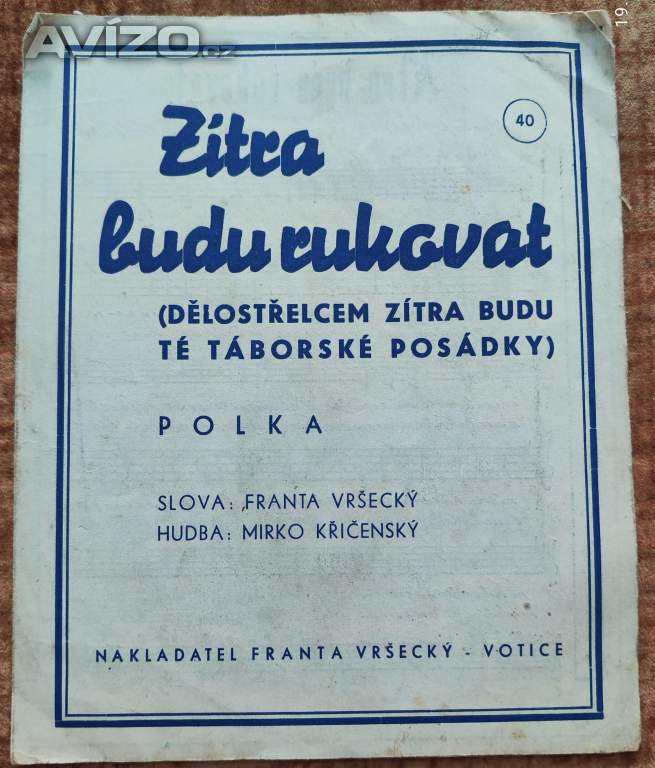 AVÍZO.cz
19
40
Zítra
budu rukovat
(DĚLOSTŘELCEM ZÍTRA BUDU
TÉ TÁBORSKÉ POSÁDKY)
POLKA
SLOVA: FRANTA VRŠECKÝ
HUDBA: MIRKO KŘIČENSKÝ
NAKLADATEL FRANTA VRŠECKÝ - VOTICE